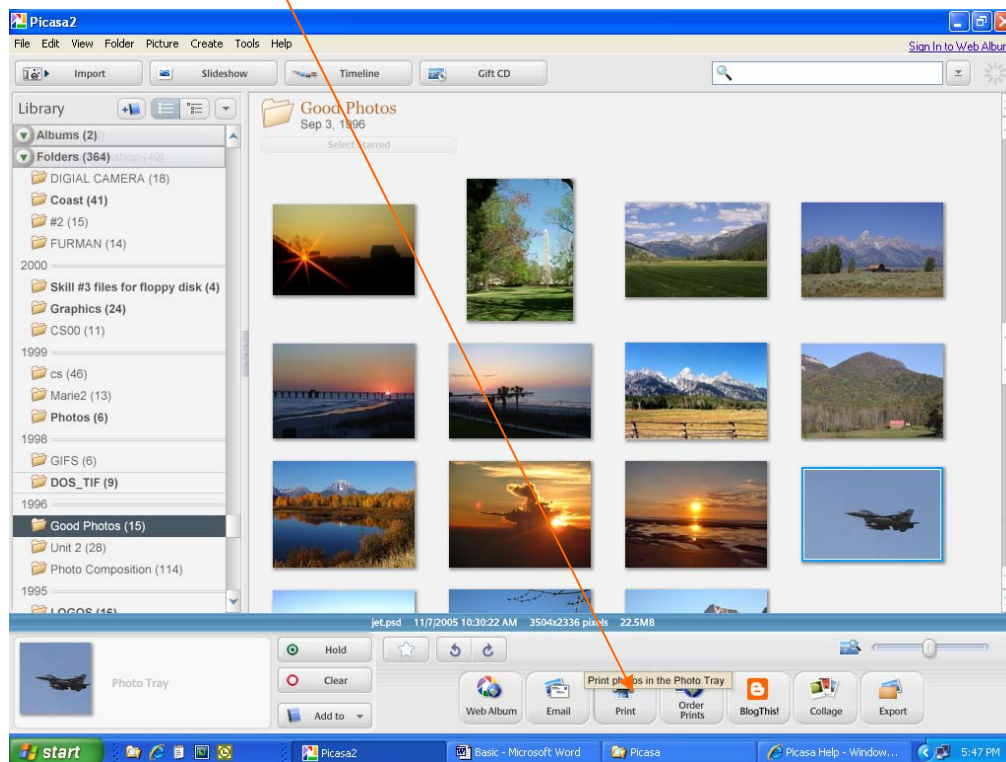 Picasa2
File Edit View Folder Picture Create Tools Help
Sign In to Web Albu
Import Slideshow Timeline Gift CD
Library
Albums (2)
Folders (364)
DIGIAL CAMERA (18)
Coast (41)
#2 (15)
FURMAN (14)
2000
Skill #3 files for floppy disk (4)
Graphics (24)
CS00 (11)
1999
cs (46)
Marie2 (13)
Photos (6)
1998
GIFS (6)
DOS_TIF (9)
1996
Good Photos (15)
Unit 2 (28)
Photo Composition (114)
1995
LOGOS (16)
Good Photos
Sep 3, 1996
Select Starred
jet.psd 11/7/2005 10:30:22 AM 3504x2336 pixels 22.5MB
Photo Tray
Hold
Clear
Add to
Print photos in the Photo Tray
Web Album Email Print Order Prints BlogThis! Collage Export
start Picasa2 Basic - Microsoft Word Picasa Picasa Help - Window... 5:47 PM